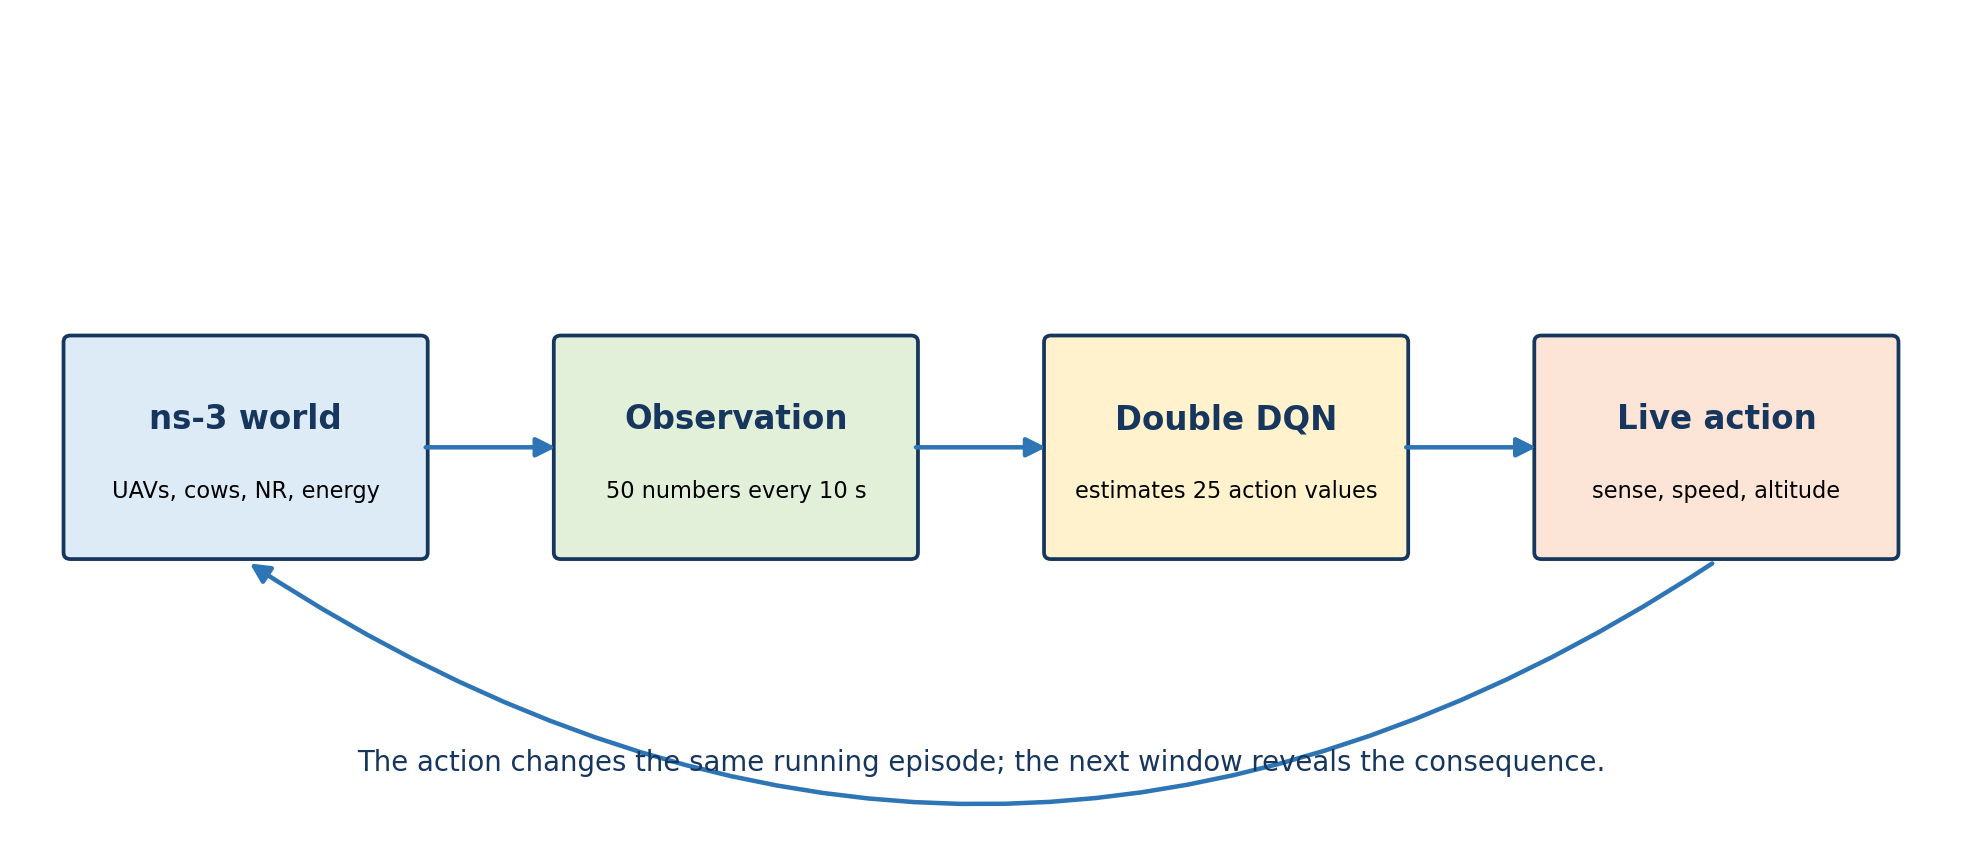 ns-3 world
UAVs, cows, NR, energy
Observation
50 numbers every 10 s
Double DQN
estimates 25 action values
Live action
sense, speed, altitude
The action changes the same running episode; the next window reveals the consequence.